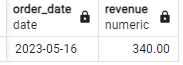 order_date revenue
date numeric
2023-05-16 340.00